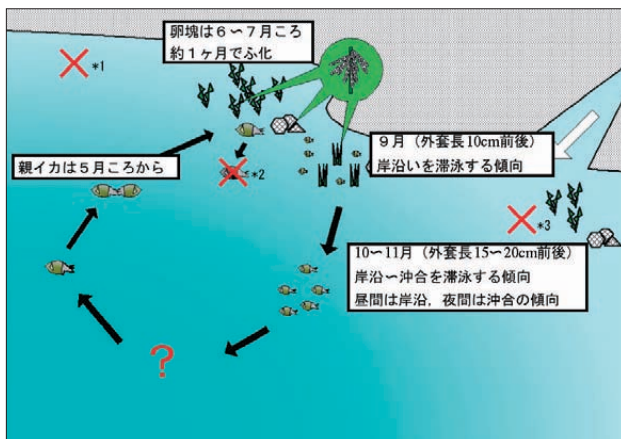 卵塊は６～７月ころ
約１ヶ月でふ化
*1
９月（外套長10cm前後）
岸沿いを滞泳する傾向
親イカは５月ころから
*2
*3
10～11月（外套長15～20cm前後）
岸沿～沖合を滞泳する傾向
昼間は岸沿，夜間は沖合の傾向
？